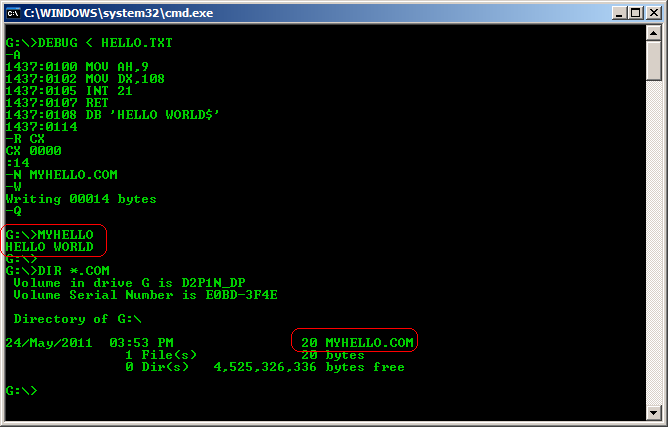 C:\WINDOWS\system32\cmd.exe
G:\>DEBUG < HELLO.TXT
-A
1437:0100 MOV AH,9
1437:0102 MOV DX,108
1437:0105 INT 21
1437:0107 RET
1437:0108 DB 'HELLO WORLD$'
1437:0114
-R CX
CX 0000
:14
-N MYHELLO.COM
-W
Writing 00014 bytes
-Q
G:\>MYHELLO
HELLO WORLD
G:\>
G:\>DIR *.COM
Volume in drive G is D2P1N_DP
Volume Serial Number is E0BD-3F4E
Directory of G:\
24/May/2011 03:53 PM 20 MYHELLO.COM
1 File(s) 20 bytes
0 Dir(s) 4,525,326,336 bytes free
G:\>